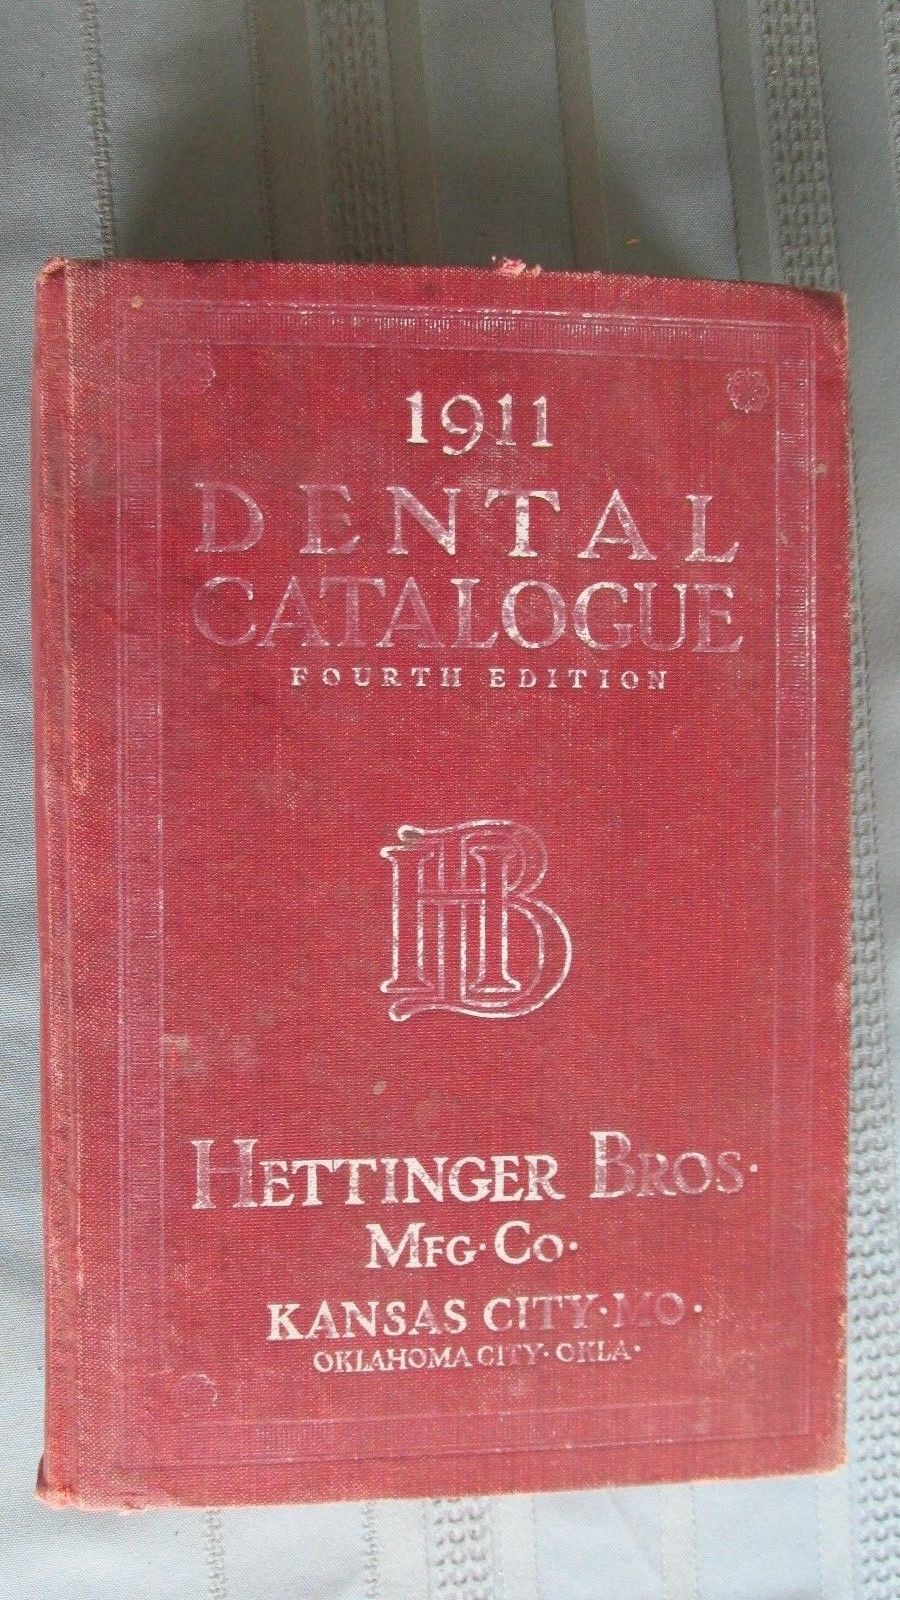 1911
DENTAL
CATALOGUE
FOURTH EDITION
HB
HETTINGER BROS·
MFG·CO·
KANSAS CITY·MO·
OKLAHOMA CITY·OKLA·